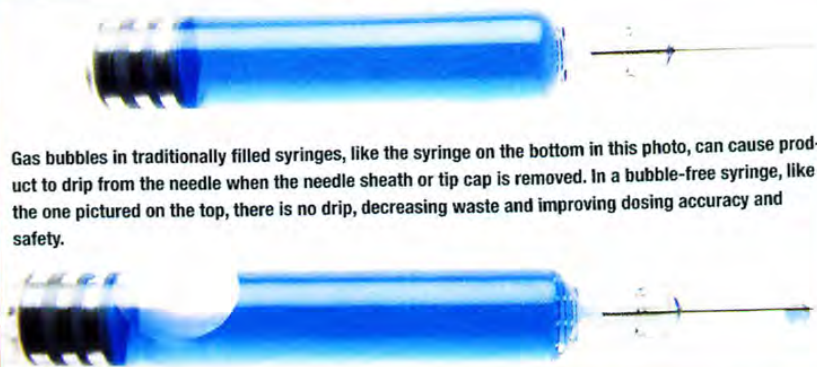 Gas bubbles in traditionally filled syringes, like the syringe on the bottom in this photo, can cause prod-
uct to drip from the needle when the needle sheath or tip cap is removed. In a bubble-free syringe, like
the one pictured on the top, there is no drip, decreasing waste and improving dosing accuracy and
safety.